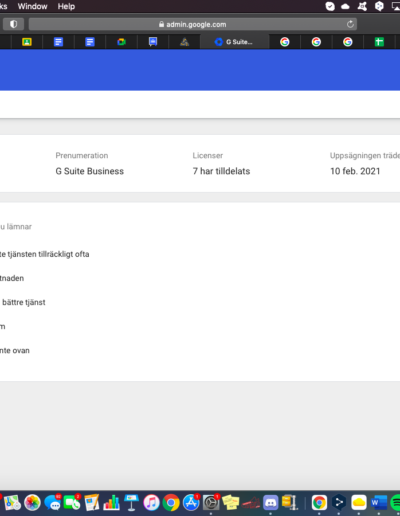 Window Help
admin.google.com
G Suite...
Prenumeration
Licenser
Uppsägningen träde
G Suite Business
7 har tilldelats
10 feb. 2021
u lämnar
te tjänsten tillräckligt ofta
tnaden
bättre tjänst
m
nte ovan